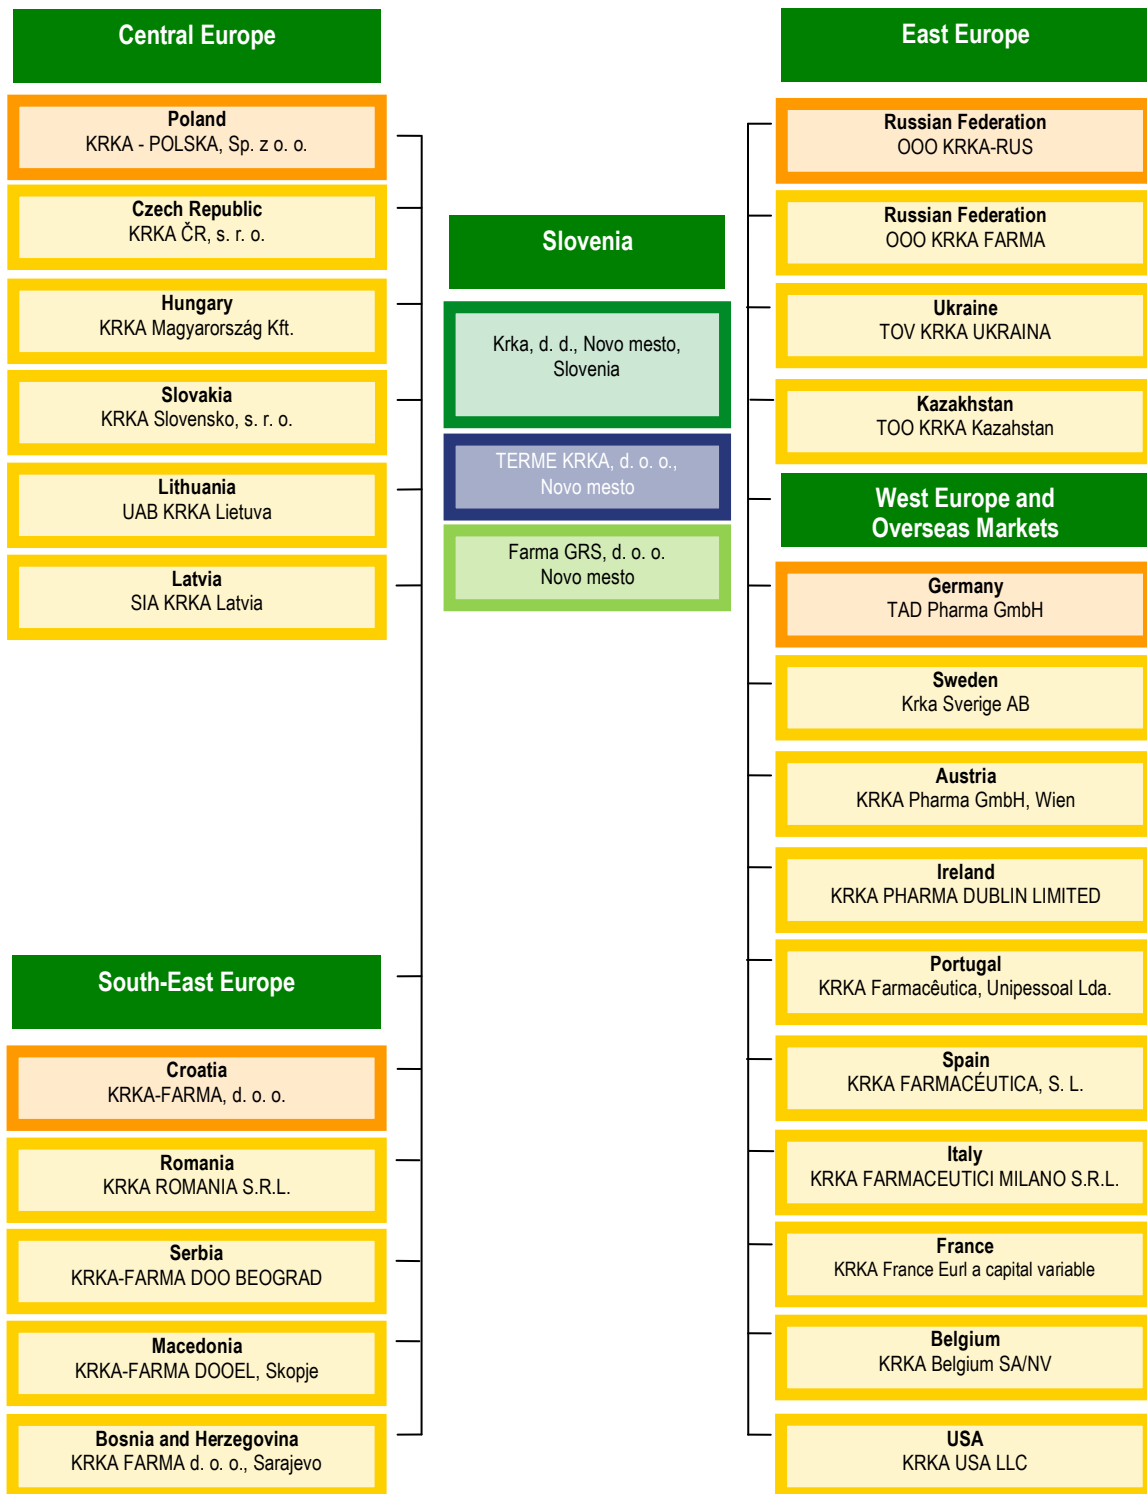 Central Europe
Poland
KRKA - POLSKA, Sp. z o. o.
Czech Republic
KRKA ČR, s. r. o.
Hungary
KRKA Magyarország Kft.
Slovakia
KRKA Slovensko, s. r. o.
Lithuania
UAB KRKA Lietuva
Latvia
SIA KRKA Latvia
South-East Europe
Croatia
KRKA-FARMA, d. o. o.
Romania
KRKA ROMANIA S.R.L.
Serbia
KRKA-FARMA DOO BEOGRAD
Macedonia
KRKA-FARMA DOOEL, Skopje
Bosnia and Herzegovina
KRKA FARMA d. o. o., Sarajevo
Slovenia
Krka, d. d., Novo mesto,
Slovenia
TERME KRKA, d. o. o.,
Novo mesto
Farma GRS, d. o. o.
Novo mesto
East Europe
Russian Federation
OOO KRKA-RUS
Russian Federation
OOO KRKA FARMA
Ukraine
TOV KRKA UKRAINA
Kazakhstan
TOO KRKA Kazahstan
West Europe and
Overseas Markets
Germany
TAD Pharma GmbH
Sweden
Krka Sverige AB
Austria
KRKA Pharma GmbH, Wien
Ireland
KRKA PHARMA DUBLIN LIMITED
Portugal
KRKA Farmacêutica, Unipessoal Lda.
Spain
KRKA FARMACÉUTICA, S. L.
Italy
KRKA FARMACEUTICI MILANO S.R.L.
France
KRKA France Eurl a capital variable
Belgium
KRKA Belgium SA/NV
USA
KRKA USA LLC